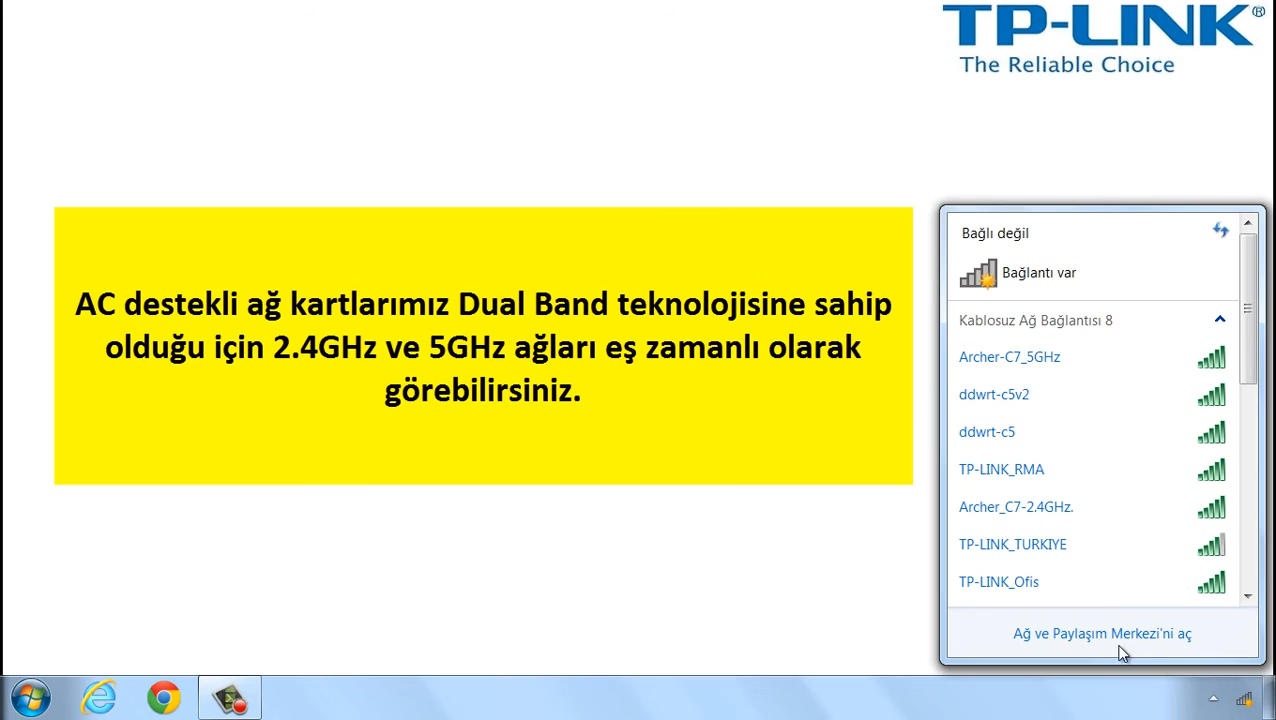 TP-LINK®
The Reliable Choice
AC destekli ağ kartlarımız Dual Band teknolojisine sahip
olduğu için 2.4GHz ve 5GHz ağları eş zamanlı olarak
görebilirsiniz.
Bağlı değil
Bağlantı var
Kablosuz Ağ Bağlantısı 8
Archer-C7_5GHz
ddwrt-c5v2
ddwrt-c5
TP-LINK_RMA
Archer_C7-2.4GHz.
TP-LINK_TURKIYE
TP-LINK_Ofis
Ağ ve Paylaşım Merkezi'ni aç